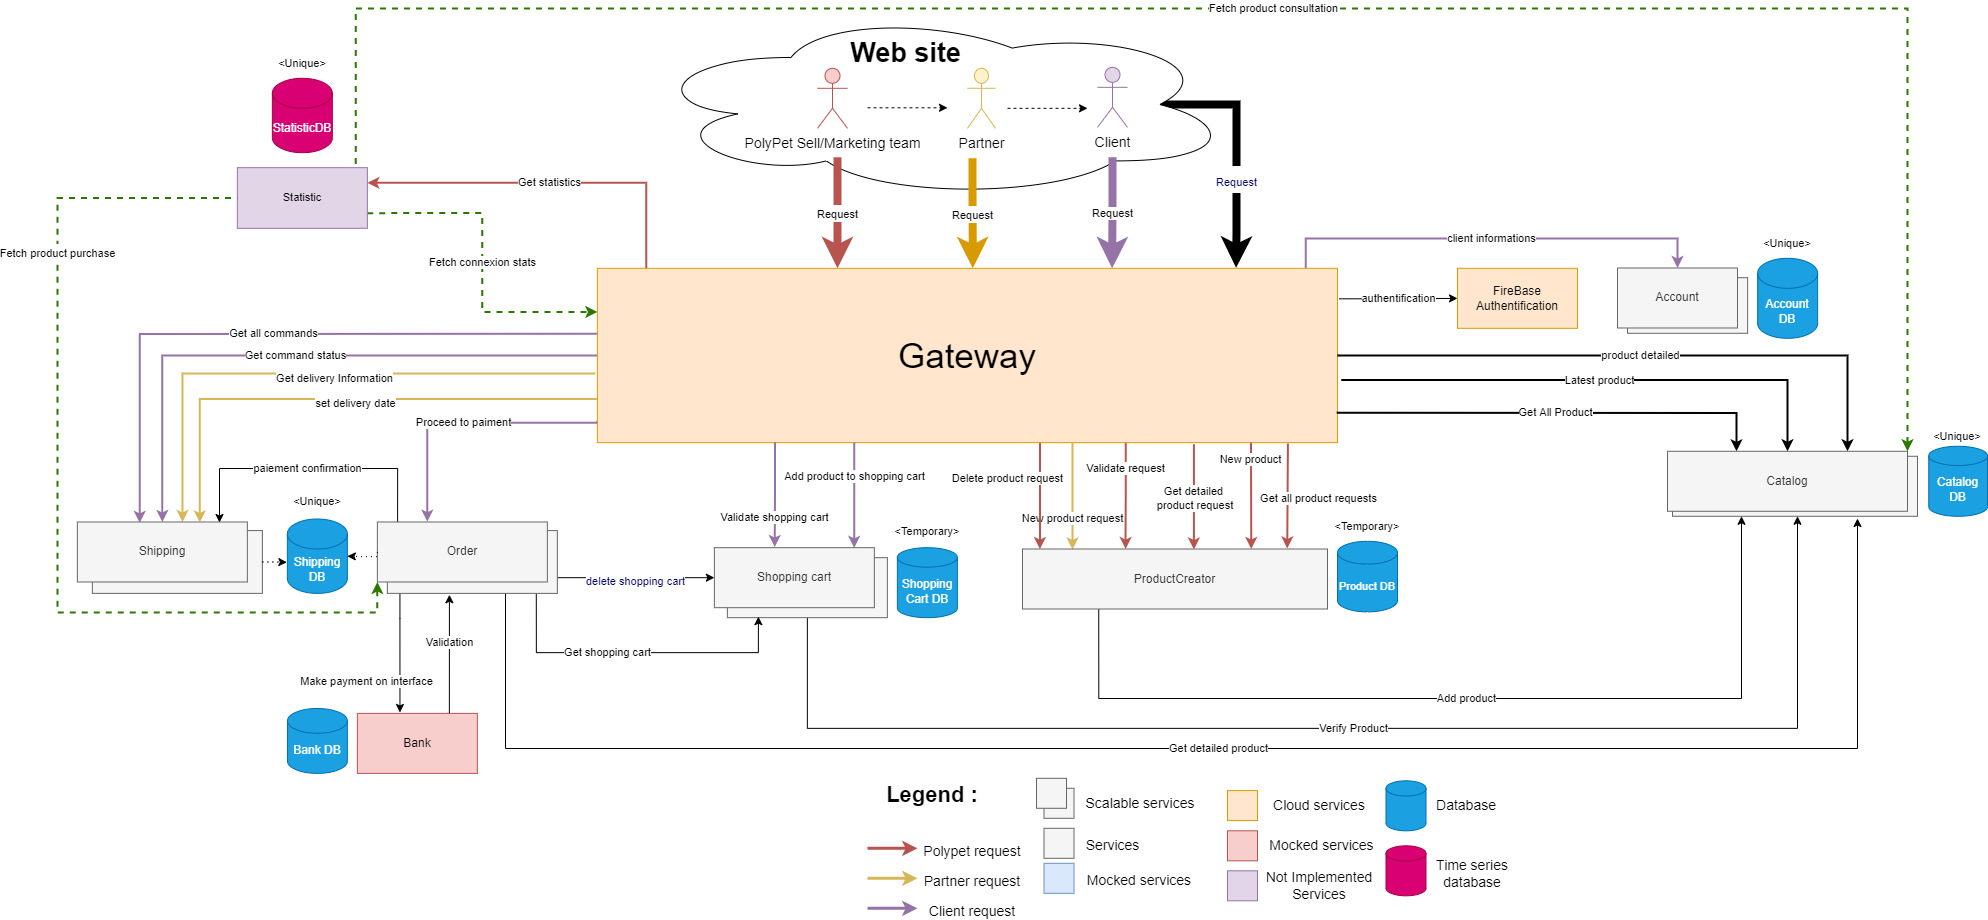 Fetch product consultation
Web site
<Unique>
StatisticDB
PolyPet Sell/Marketing team
Partner
Client
Statistic
Get statistics
Request
Request
Request
Request
Fetch product purchase
Fetch connexion stats
client informations
<Unique>
Account
DB
Account
FireBase
Authentification
authentification
Gateway
Get all commands
Get command status
Get delivery Information
set delivery date
Proceed to paiment
product detailed
Latest product
Get All Product
<Unique>
Catalog
DB
Catalog
paiement confirmation
<Unique>
Shipping
Shipping
DB
Order
Add product to shopping cart
Validate shopping cart
<Temporary>
Shopping cart
Shopping
Cart DB
delete shopping cart
Get shopping cart
Delete product request
New product request
Validate request
Get detailed
product request
New product
Get all product requests
<Temporary>
ProductCreator
Product DB
Validation
Make payment on interface
Bank DB
Bank
Add product
Verify Product
Get detailed product
Legend :
Polypet request
Partner request
Client request
Scalable services
Services
Mocked services
Cloud services
Mocked services
Not Implemented
Services
Database
Time series
database